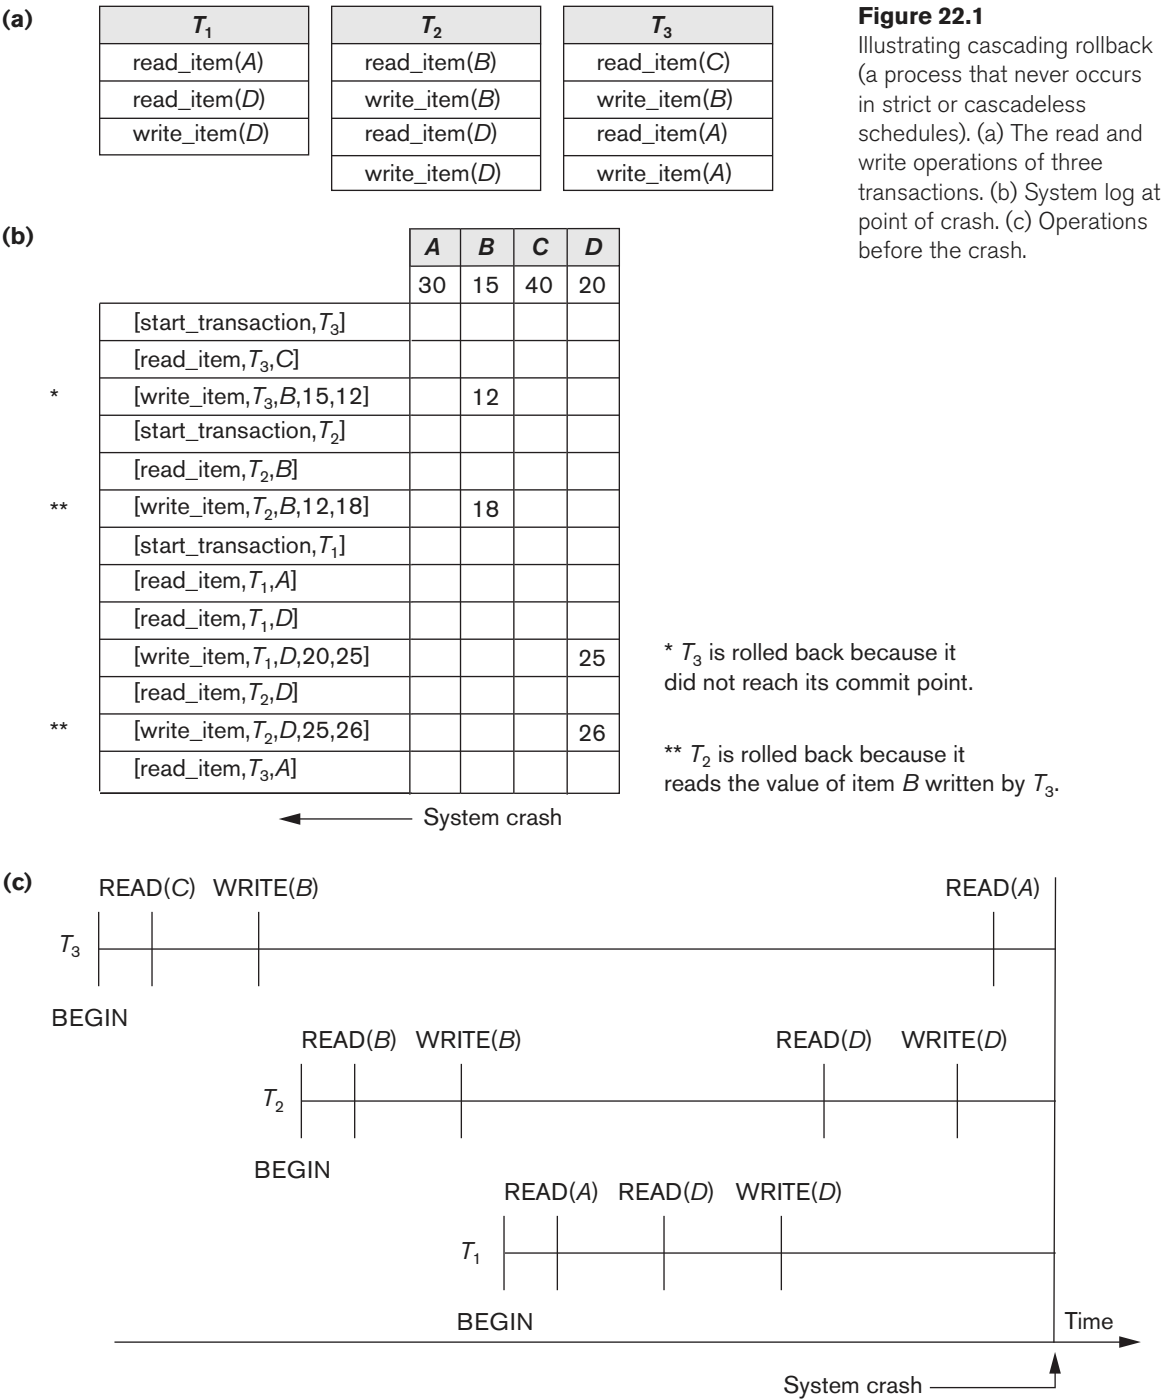 (a)
T1 T2 T3
read_item(A) read_item(B) read_item(C)
read_item(D) write_item(B) write_item(B)
write_item(D) read_item(D) read_item(A)
write_item(D) write_item(A)
Figure 22.1
Illustrating cascading rollback
(a process that never occurs
in strict or cascadeless
schedules). (a) The read and
write operations of three
transactions. (b) System log at
point of crash. (c) Operations
before the crash.
(b)
A B C D
30 15 40 20
[start_transaction,T3]
[read_item,T3,C]
* [write_item,T3,B,15,12] 12
[start_transaction,T2]
[read_item,T2,B]
** [write_item,T2,B,12,18] 18
[start_transaction,T1]
[read_item,T1,A]
[read_item,T1,D]
[write_item,T1,D,20,25] 25
[read_item,T2,D]
** [write_item,T2,D,25,26] 26
[read_item,T3,A]
* T3 is rolled back because it
did not reach its commit point.
** T2 is rolled back because it
reads the value of item B written by T3.
System crash
(c)
READ(C) WRITE(B) READ(A)
T3
BEGIN
READ(B) WRITE(B) READ(D) WRITE(D)
T2
BEGIN
READ(A) READ(D) WRITE(D)
T1
BEGIN
Time
System crash